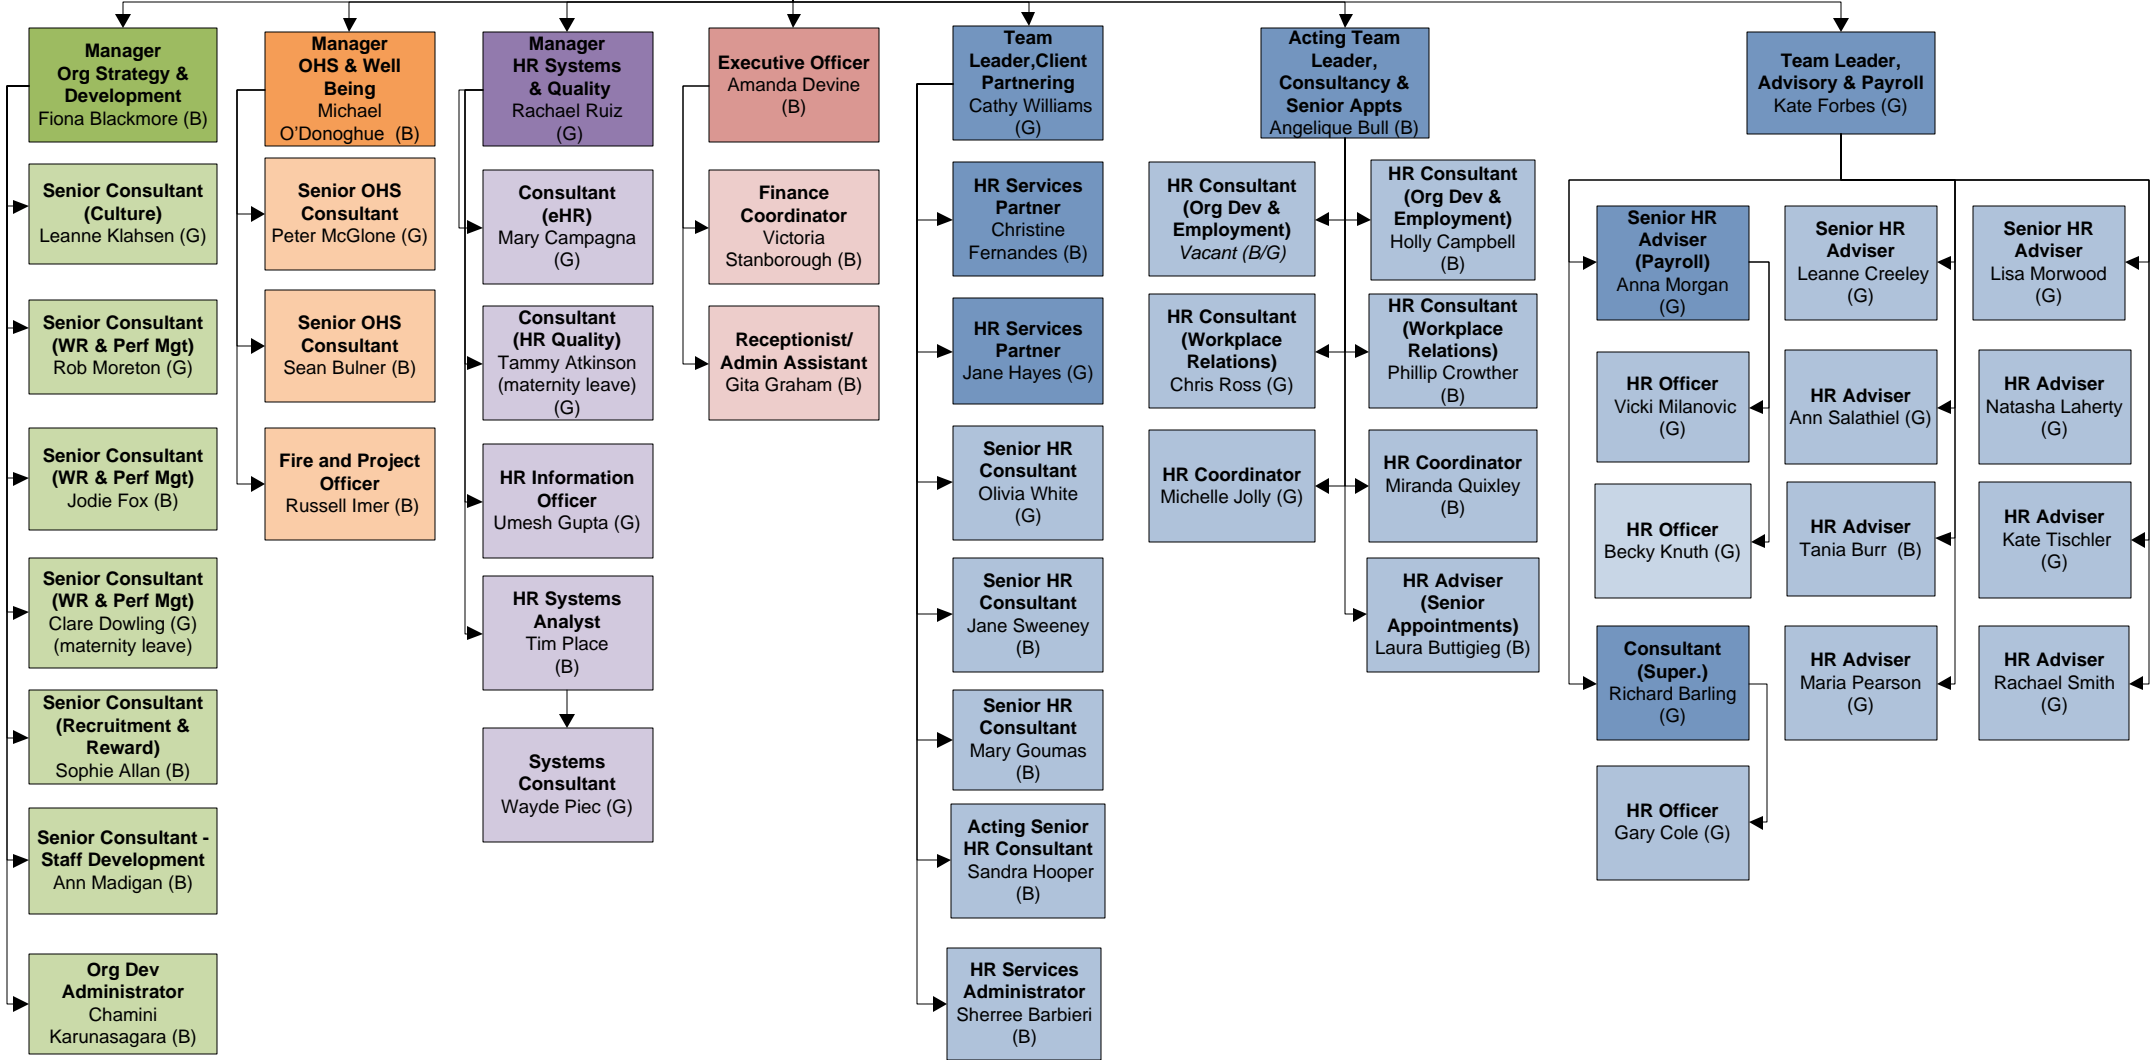 Manager
Org Strategy &
Development
Fiona Blackmore (B)
Senior Consultant
(Culture)
Leanne Klahsen (G)
Senior Consultant
(WR & Perf Mgt)
Rob Moreton (G)
Senior Consultant
(WR & Perf Mgt)
Jodie Fox (B)
Senior Consultant
(WR & Perf Mgt)
Clare Dowling (G)
(maternity leave)
Senior Consultant
(Recruitment &
Reward)
Sophie Allan (B)
Senior Consultant -
Staff Development
Ann Madigan (B)
Org Dev
Administrator
Chamini
Karunasagara (B)
Manager
OHS & Well
Being
Michael
O'Donoghue  (B)
Senior OHS
Consultant
Peter McGlone (G)
Senior OHS
Consultant
Sean Bulner (B)
Fire and Project
Officer
Russell Imer (B)
Manager
HR Systems
& Quality
Rachael Ruiz
(G)
Consultant
(eHR)
Mary Campagna
(G)
Consultant
(HR Quality)
Tammy Atkinson
(maternity leave)
(G)
HR Information
Officer
Umesh Gupta (G)
HR Systems
Analyst
Tim Place
(B)
Systems
Consultant
Wayde Piec (G)
Executive Officer
Amanda Devine
(B)
Finance
Coordinator
Victoria
Stanborough (B)
Receptionist/
Admin Assistant
Gita Graham (B)
Team
Leader,Client
Partnering
Cathy Williams
(G)
HR Services
Partner
Christine
Fernandes (B)
HR Services
Partner
Jane Hayes (G)
Senior HR
Consultant
Olivia White
(G)
Senior HR
Consultant
Jane Sweeney
(B)
Senior HR
Consultant
Mary Goumas
(B)
Acting Senior
HR Consultant
Sandra Hooper
(B)
HR Services
Administrator
Sherree Barbieri
(B)
Acting Team
Leader,
Consultancy &
Senior Appts
Angelique Bull (B)
HR Consultant
(Org Dev &
Employment)
Vacant (B/G)
HR Consultant
(Org Dev &
Employment)
Holly Campbell
(B)
HR Consultant
(Workplace
Relations)
Chris Ross (G)
HR Consultant
(Workplace
Relations)
Phillip Crowther
(B)
HR Coordinator
Michelle Jolly (G)
HR Coordinator
Miranda Quixley
(B)
HR Adviser
(Senior
Appointments)
Laura Buttigieg (B)
Team Leader,
Advisory & Payroll
Kate Forbes (G)
Senior HR
Adviser
(Payroll)
Anna Morgan
(G)
HR Officer
Vicki Milanovic
(G)
HR Officer
Becky Knuth (G)
Consultant
(Super.)
Richard Barling
(G)
HR Officer
Gary Cole (G)
Senior HR
Adviser
Leanne Creeley
(G)
HR Adviser
Ann Salathiel (G)
HR Adviser
Tania Burr  (B)
HR Adviser
Maria Pearson
(G)
Senior HR
Adviser
Lisa Morwood
(G)
HR Adviser
Natasha Laherty
(G)
HR Adviser
Kate Tischler
(G)
HR Adviser
Rachael Smith
(G)